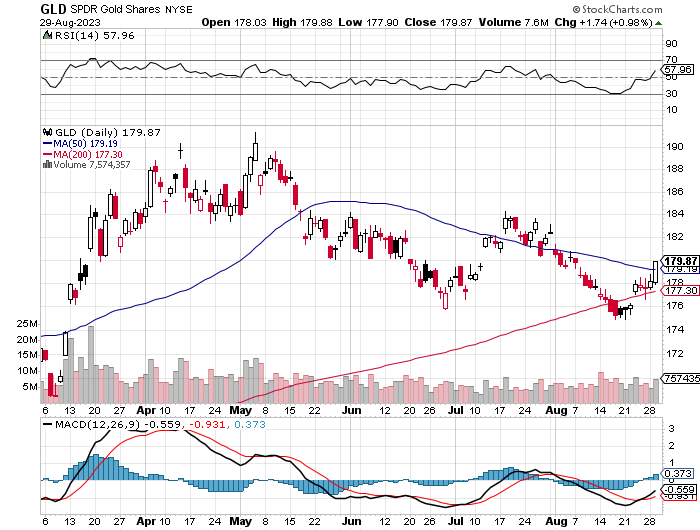 GLD SPDR Gold Shares NYSE
© StockCharts.com
29-Aug-2023
Open 178.03 High 179.88 Low 177.90 Close 179.87 Volume 7.6M Chg +1.74 (+0.98%)
RSI(14) 57.96
90
70
57.96
50
30
10
GLD (Daily) 179.87
MA(50) 179.19
MA(200) 177.30
Volume 7,574,357
190
188
186
184
182
179.87
179.19
178
177.30
176
174
172
25M
20M
15M
10M
5M
7574357
6 13 20 27 Apr 10 17 24 May 8 15 22 Jun 12 20 26 Jul 10 17 24 Aug 7 14 21 28
MACD(12,26,9) -0.559, -0.931, 0.373
3
2
1
0.373
-0.559
-0.931
6 13 20 27 Apr 10 17 24 May 8 15 22 Jun 12 20 26 Jul 10 17 24 Aug 7 14 21 28